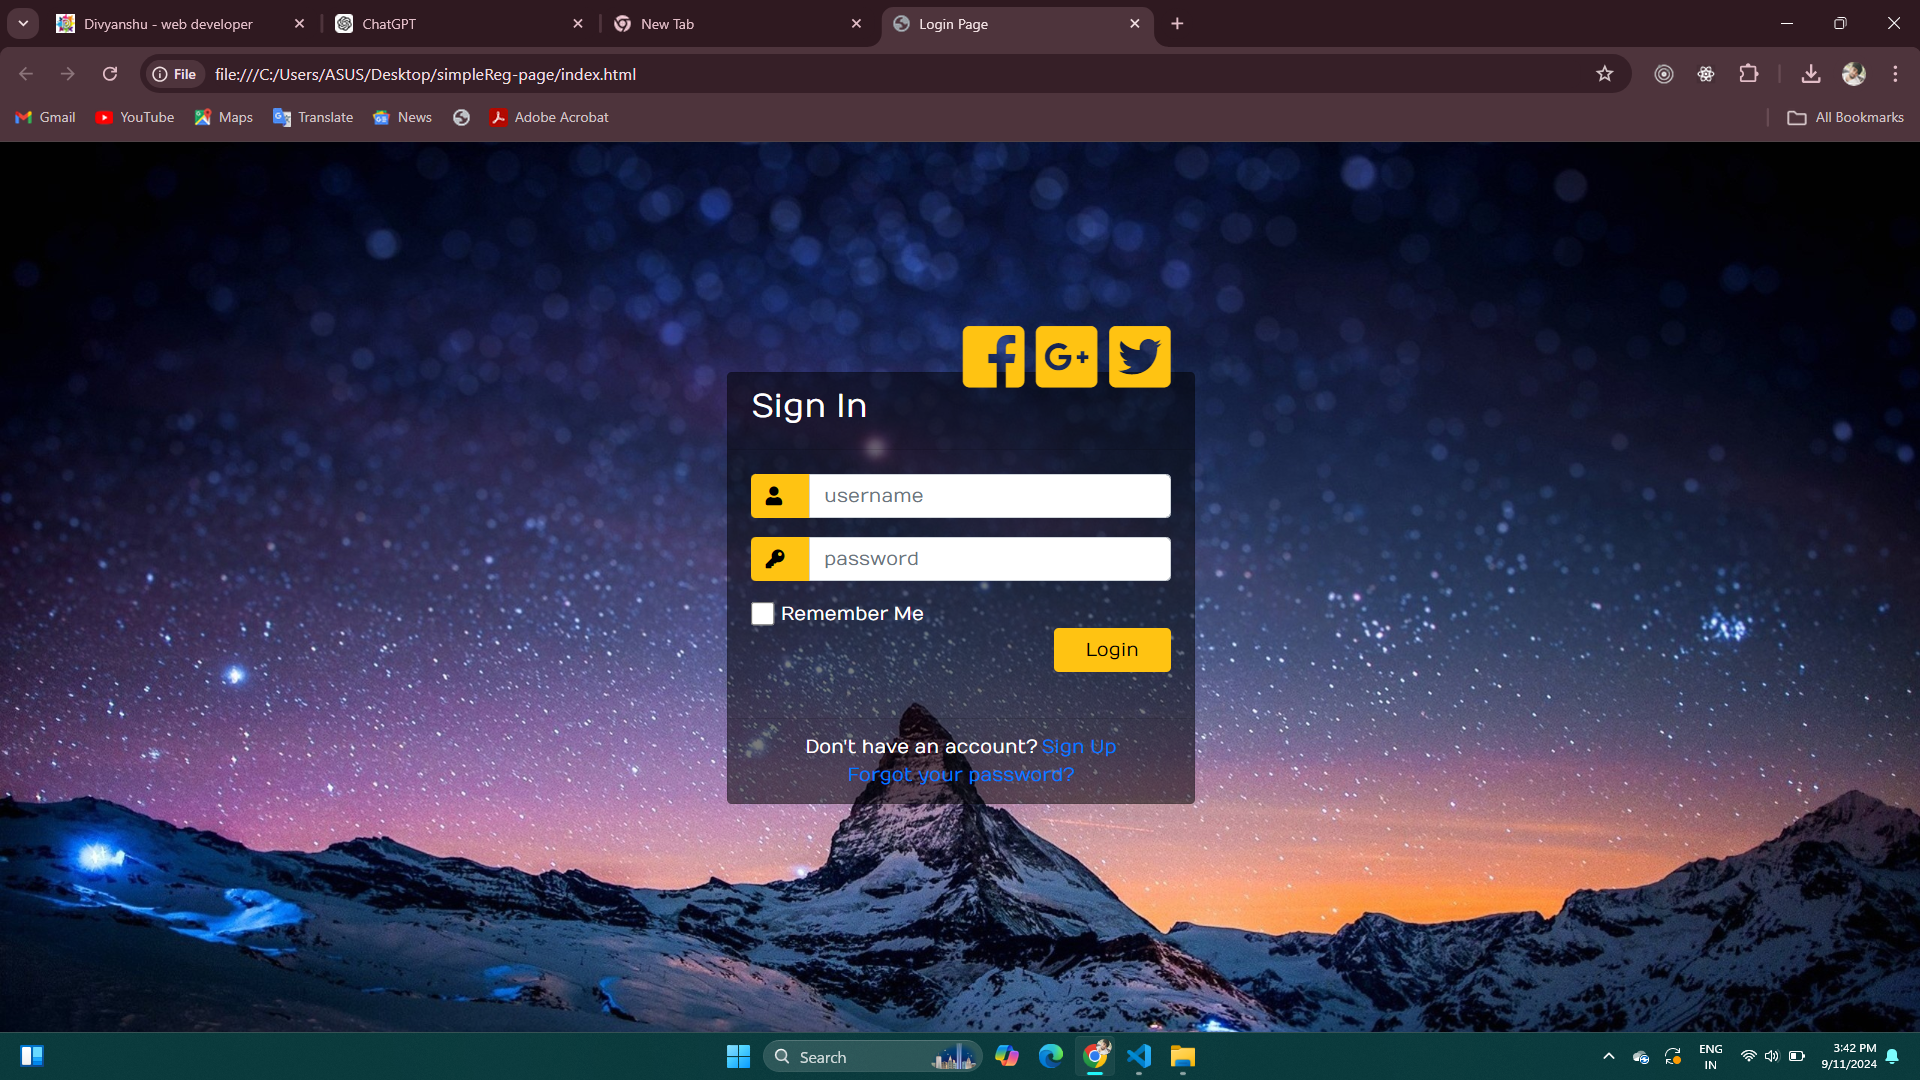 Divyanshu - web developer
ChatGPT
New Tab
Login Page
File
file:///C:/Users/ASUS/Desktop/simpleReg-page/index.html
Gmail
YouTube
Maps
Translate
News
Adobe Acrobat
All Bookmarks
Sign In
username
password
Remember Me
Login
Don't have an account? Sign Up
Forgot your password?
Search
ENG
IN
3:42 PM
9/11/2024